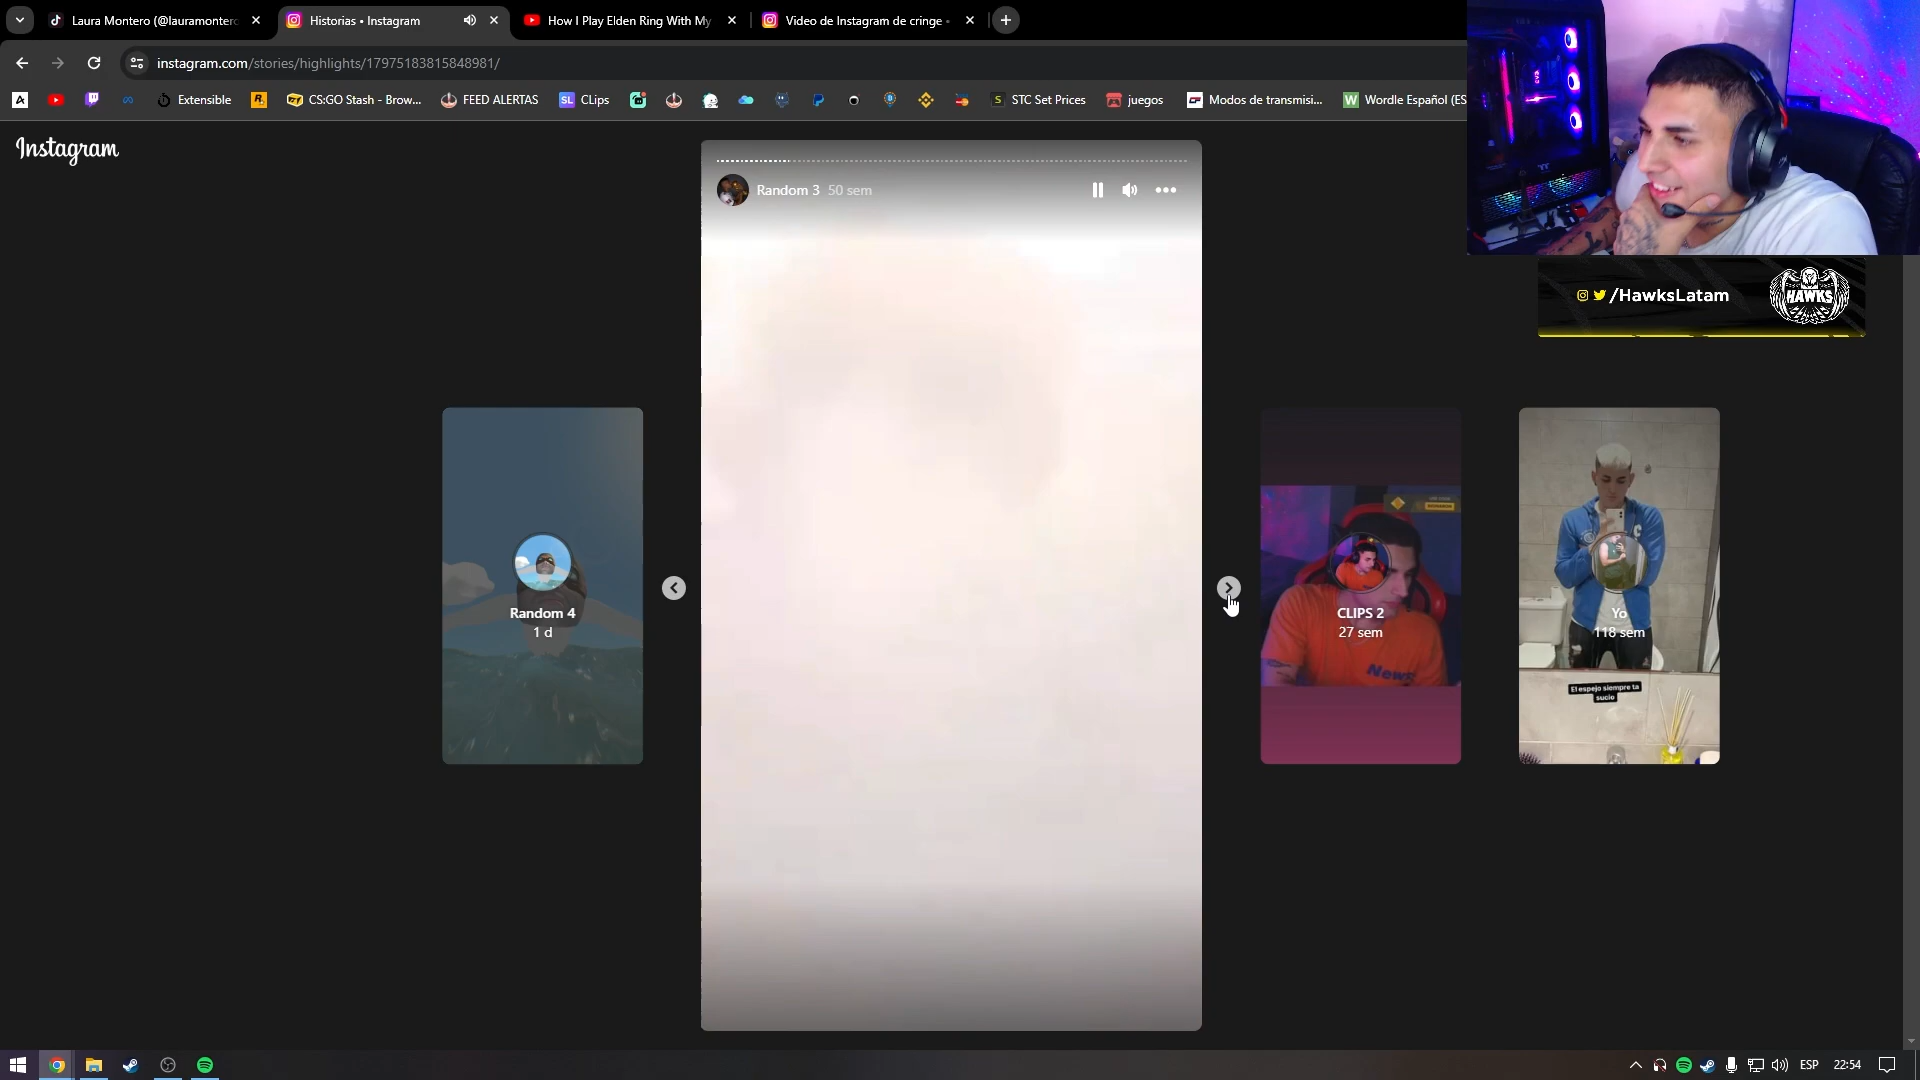 Laura Montero (@lauramonterc
Historias • Instagram
How I Play Elden Ring With My
Video de Instagram de cringe •
instagram.com/stories/highlights/17975183815848981/
Extensible
CS:GO Stash - Brow...
FEED ALERTAS
SL
CLips
S
STC Set Prices
juegos
Modos de transmisi...
W
Wordle Español (ES
Instagram
Random 3 50 sem
/HawksLatam
HAWKS
Random 4
1 d
CLIPS 2
27 sem
Yo
118 sem
El espejo siempre ta
sucio
ESP
22:54